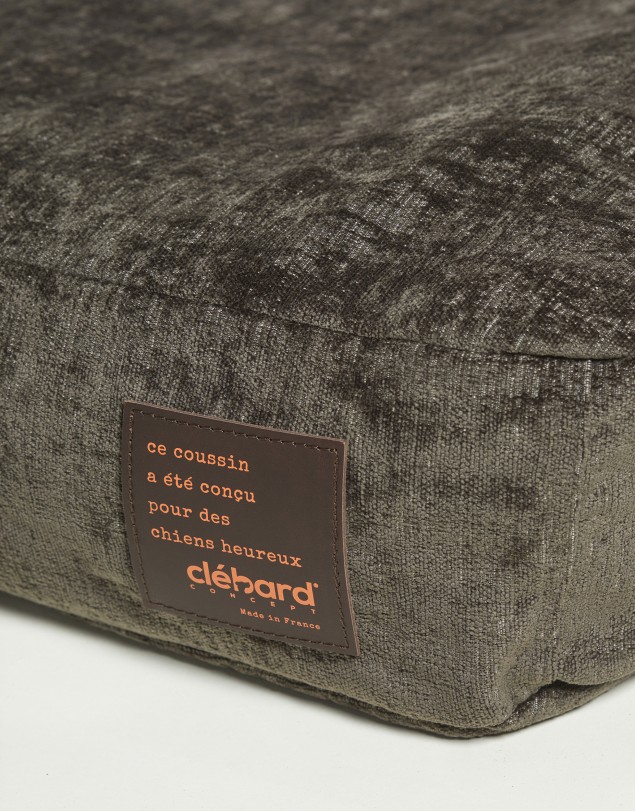 ce coussin
a été conçu
pour des
chiens heureux
clébard®
CONCEPT
Made in France